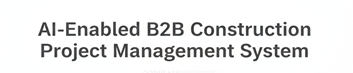 AI-Enabled B2B Construction
Project Management System